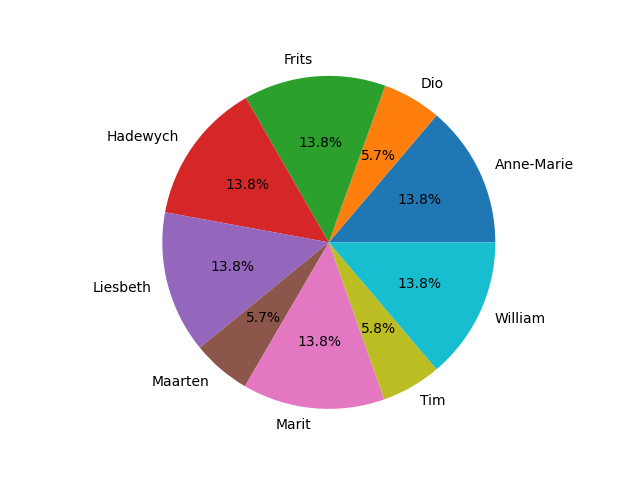 Frits
Dio
Hadewych
13.8%
5.7%
Anne-Marie
13.8%
13.8%
Liesbeth
13.8%
13.8%
William
5.7%
5.8%
13.8%
Maarten
Tim
Marit